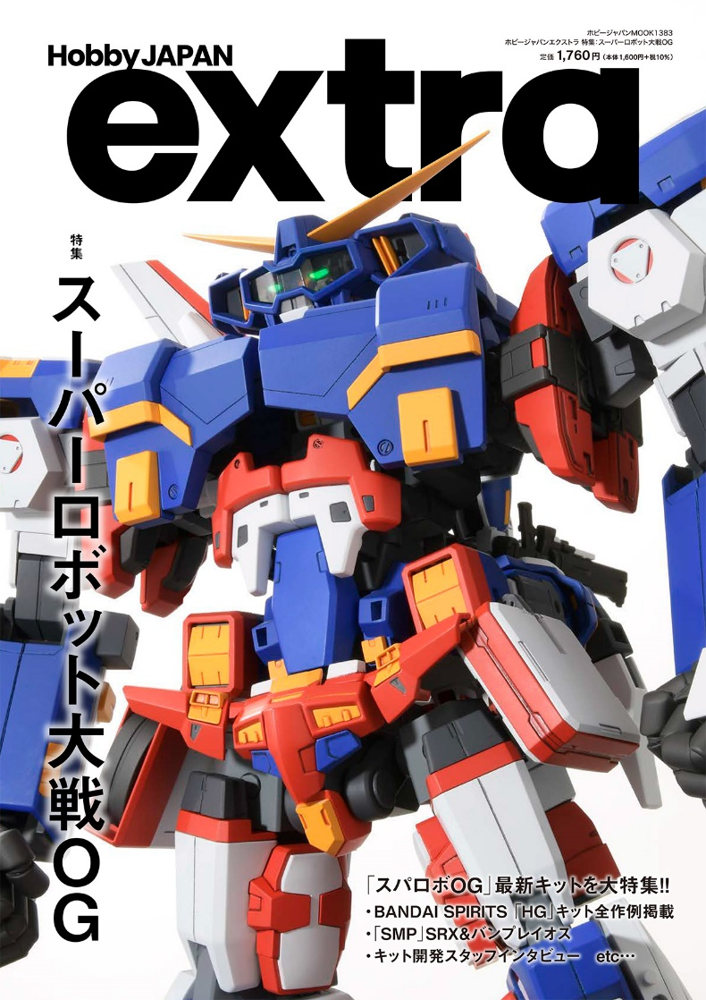 ホビージャパンMOOK1383
ホビージャパンエクストラ 特集：スーパーロボット大戦OG
定価 1,760円（本体1,600円+税10%）
Hobby JAPAN
extra
特集
スーパーロボット大戦OG
「スパロボOG」最新キットを大特集!!
・BANDAI SPIRITS 「HG」キット全作例掲載
・「SMP」SRX&バンプレイオス
・キット開発スタッフインタビュー　etc…